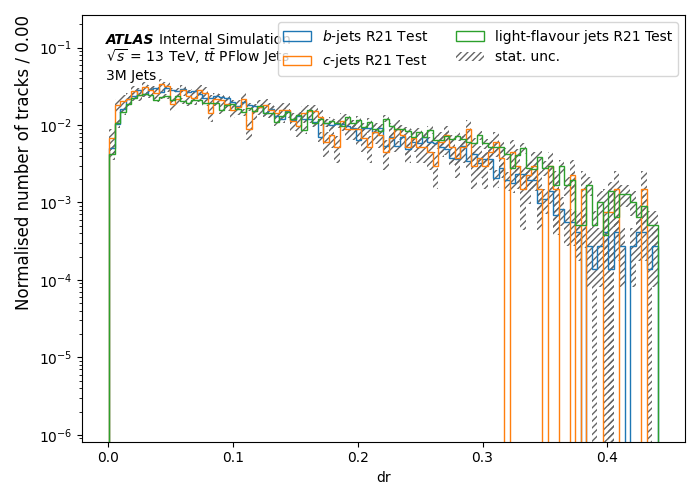 ATLAS Internal Simulation
√s = 13 TeV, tt̄ PFlow Jets
3M Jets
b-jets R21 Test
c-jets R21 Test
light-flavour jets R21 Test
stat. unc.
Normalised number of tracks / 0.00
10⁻¹
10⁻²
10⁻³
10⁻⁴
10⁻⁵
10⁻⁶
0.0 0.1 0.2 0.3 0.4
dr